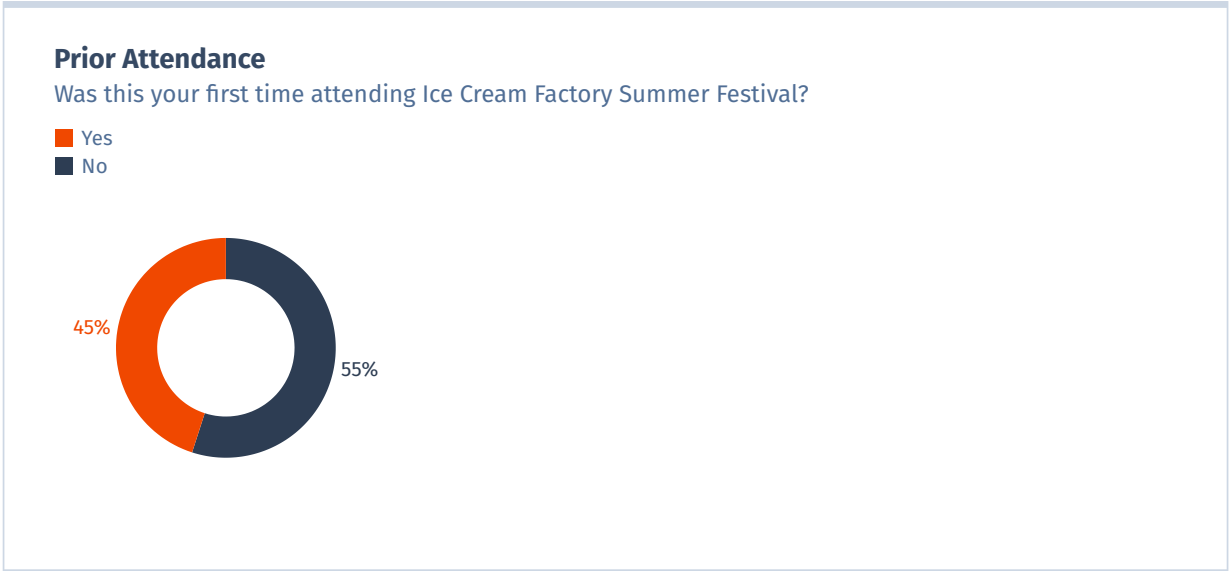 Prior Attendance
Was this your first time attending Ice Cream Factory Summer Festival?
Yes
No
45%
55%